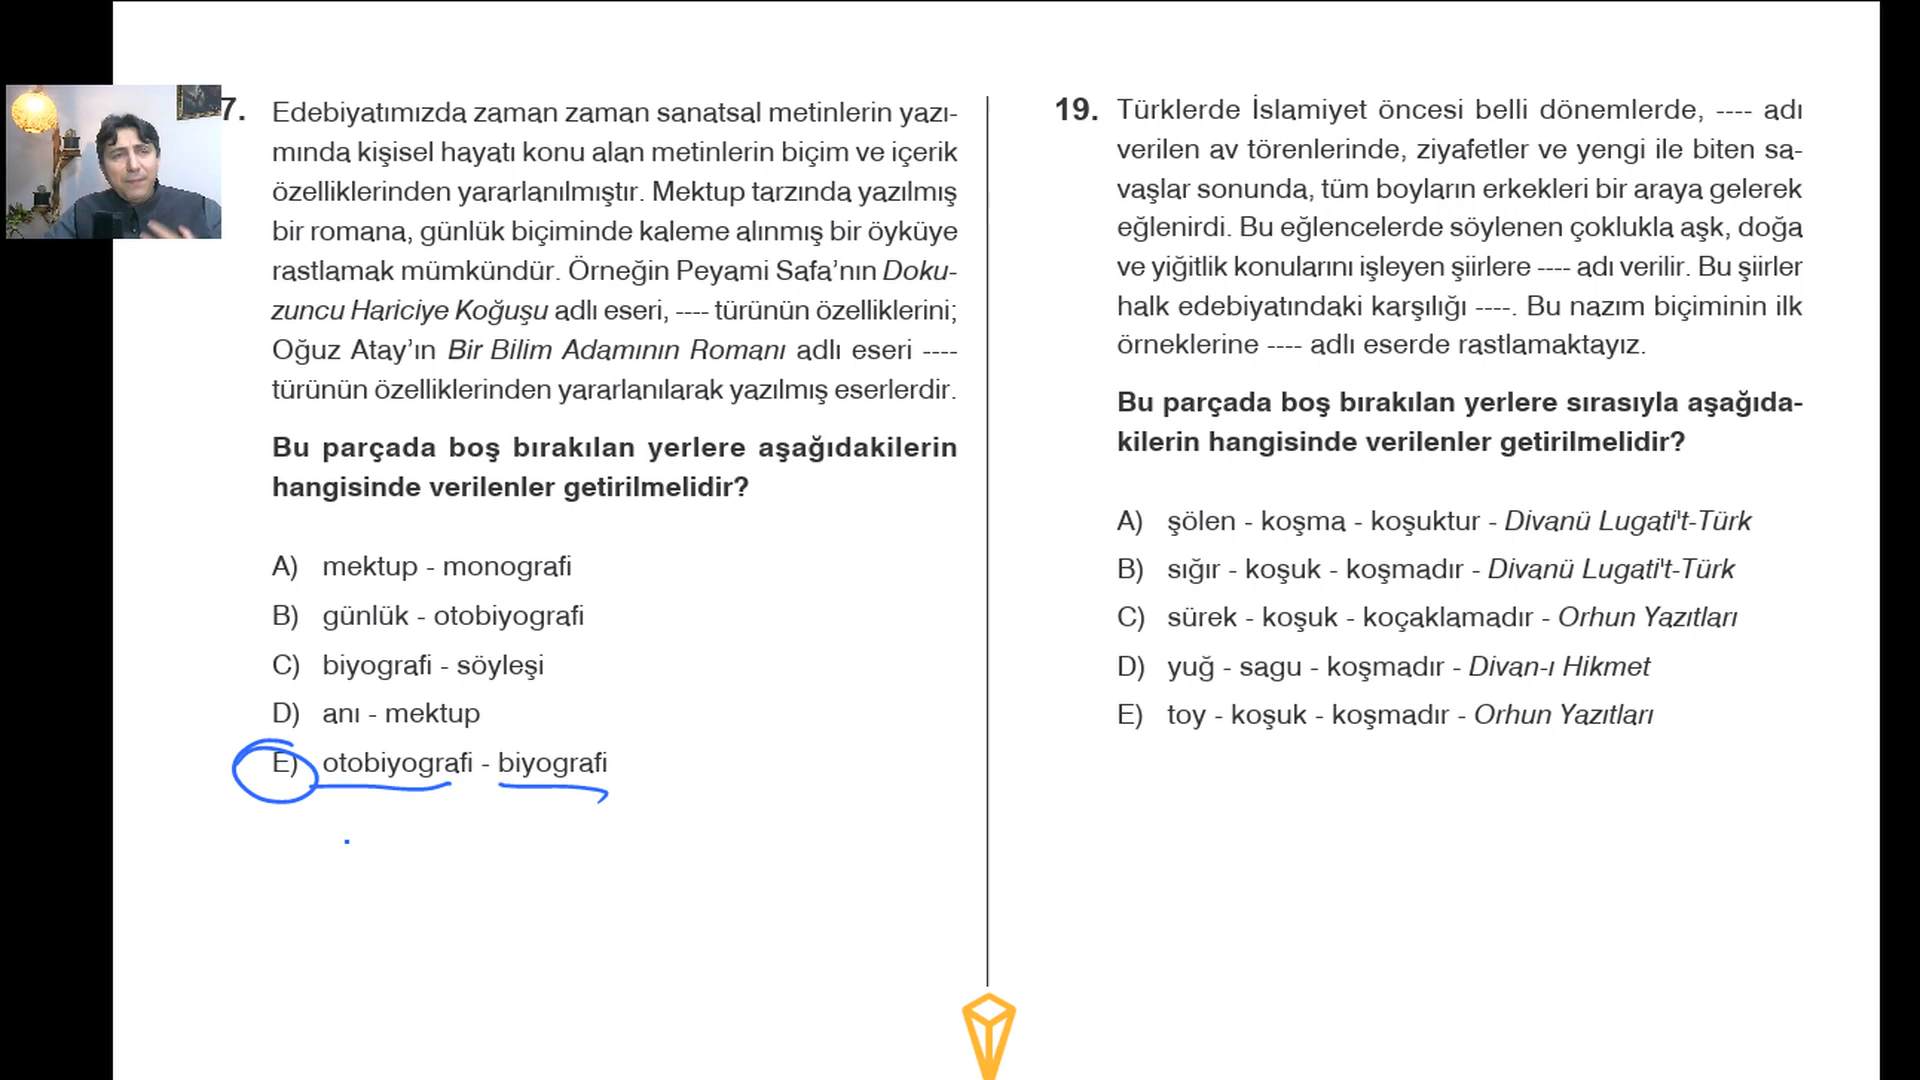 7. Edebiyatımızda zaman zaman sanatsal metinlerin yazı-
mında kişisel hayatı konu alan metinlerin biçim ve içerik
özelliklerinden yararlanılmıştır. Mektup tarzında yazılmış
bir romana, günlük biçiminde kaleme alınmış bir öyküye
rastlamak mümkündür. Örneğin Peyami Safa’nın Doku-
zuncu Hariciye Koğuşu adlı eseri, ---- türünün özelliklerini;
Oğuz Atay’ın Bir Bilim Adamının Romanı adlı eseri ----
türünün özelliklerinden yararlanılarak yazılmış eserlerdir.
Bu parçada boş bırakılan yerlere aşağıdakilerin
hangisinde verilenler getirilmelidir?
A) mektup - monografi
B) günlük - otobiyografi
C) biyografi - söyleşi
D) anı - mektup
E) otobiyografi - biyografi
19. Türklerde İslamiyet öncesi belli dönemlerde, ---- adı
verilen av törenlerinde, ziyafetler ve yengi ile biten sa-
vaşlar sonunda, tüm boyların erkekleri bir araya gelerek
eğlenirdi. Bu eğlencelerde söylenen çoklukla aşk, doğa
ve yiğitlik konularını işleyen şiirlere ---- adı verilir. Bu şiirler
halk edebiyatındaki karşılığı ----. Bu nazım biçiminin ilk
örneklerine ---- adlı eserde rastlamaktayız.
Bu parçada boş bırakılan yerlere sırasıyla aşağıda-
kilerin hangisinde verilenler getirilmelidir?
A) şölen - koşma - koşuktur - Divanü Lugati't-Türk
B) sığır - koşuk - koşmadır - Divanü Lugati't-Türk
C) sürek - koşuk - koçaklamadır - Orhun Yazıtları
D) yuğ - sagu - koşmadır - Divan-ı Hikmet
E) toy - koşuk - koşmadır - Orhun Yazıtları